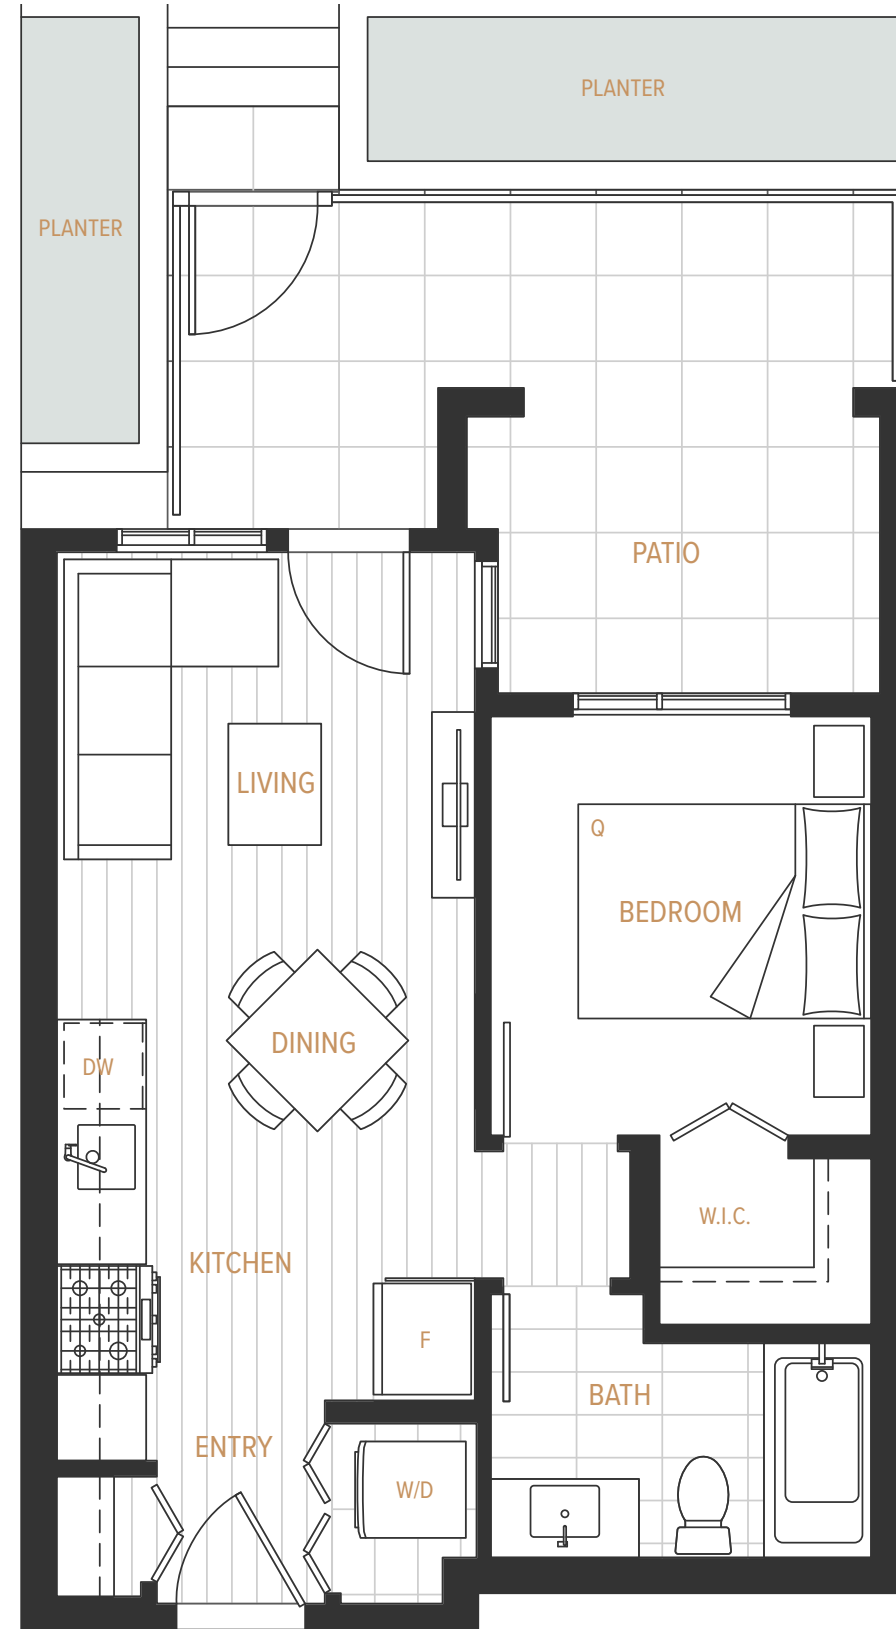 PLANTER
PLANTER
PATIO
LIVING
Q
BEDROOM
DINING
DW
W.I.C.
KITCHEN
F
BATH
ENTRY
W/D